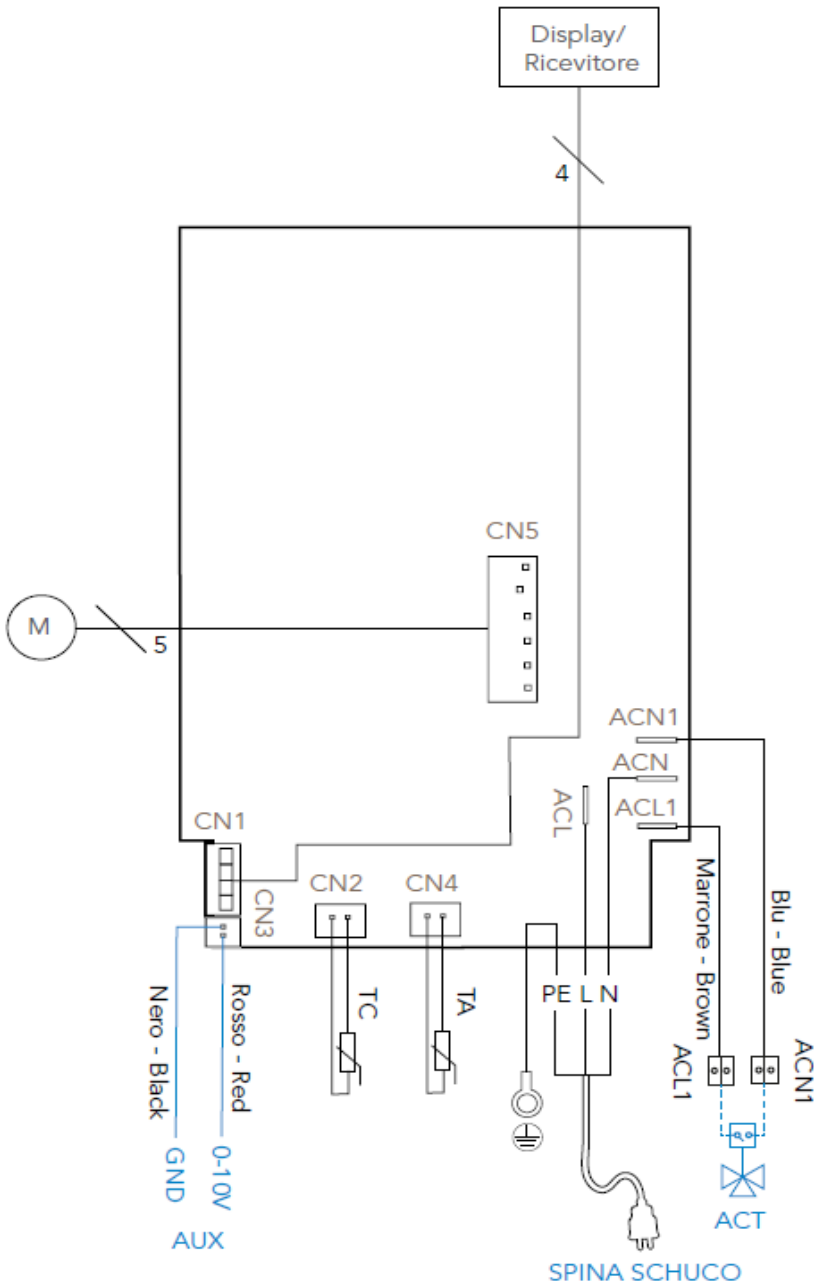 Display/
Ricevitore
4
CN5
M
5
ACN1
ACN
ACL1
ACL
CN1
CN3
CN2
CN4
Marrone - Brown
Blu - Blue
PE L N
TC
TA
Nero - Black
Rosso - Red
ACL1
ACN1
GND
0-10V
AUX
ACT
SPINA SCHUCO